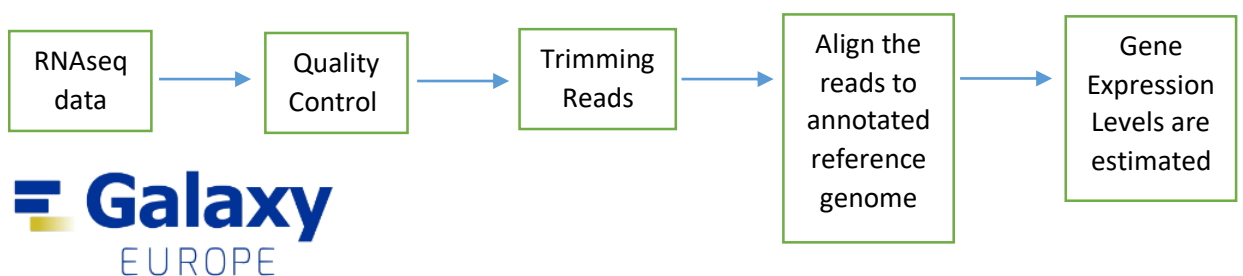 RNAseq
data
Quality
Control
Trimming
Reads
Align the
reads to
annotated
reference
genome
Gene
Expression
Levels are
estimated
Galaxy
EUROPE